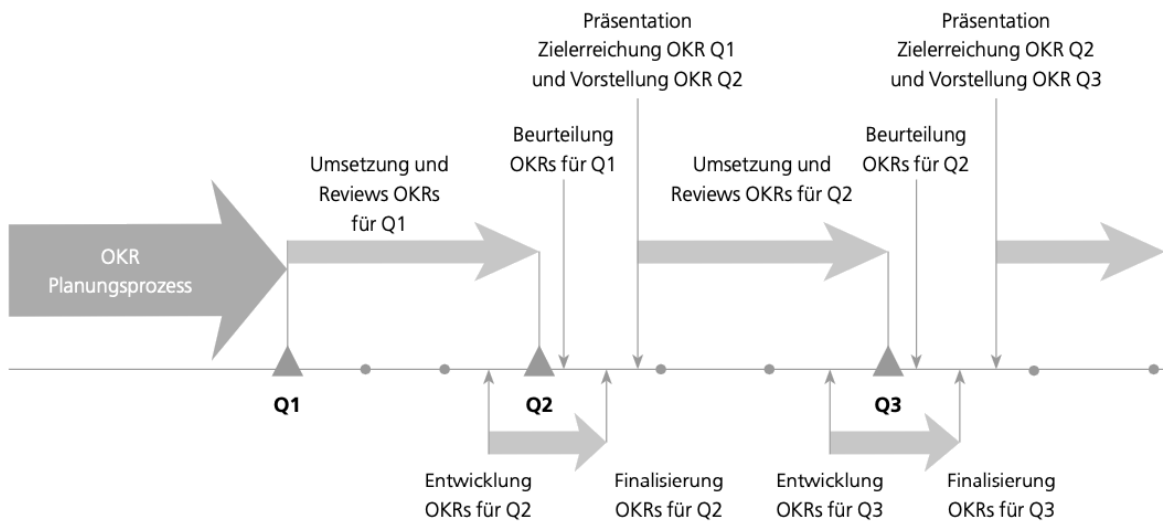 Präsentation
Zielerreichung OKR Q1
und Vorstellung OKR Q2
Präsentation
Zielerreichung OKR Q2
und Vorstellung OKR Q3
Beurteilung
OKRs für Q1
Beurteilung
OKRs für Q2
Umsetzung und
Reviews OKRs
für Q1
Umsetzung und
Reviews OKRs für Q2
OKR
Planungsprozess
Q1
Q2
Q3
Entwicklung
OKRs für Q2
Finalisierung
OKRs für Q2
Entwicklung
OKRs für Q3
Finalisierung
OKRs für Q3